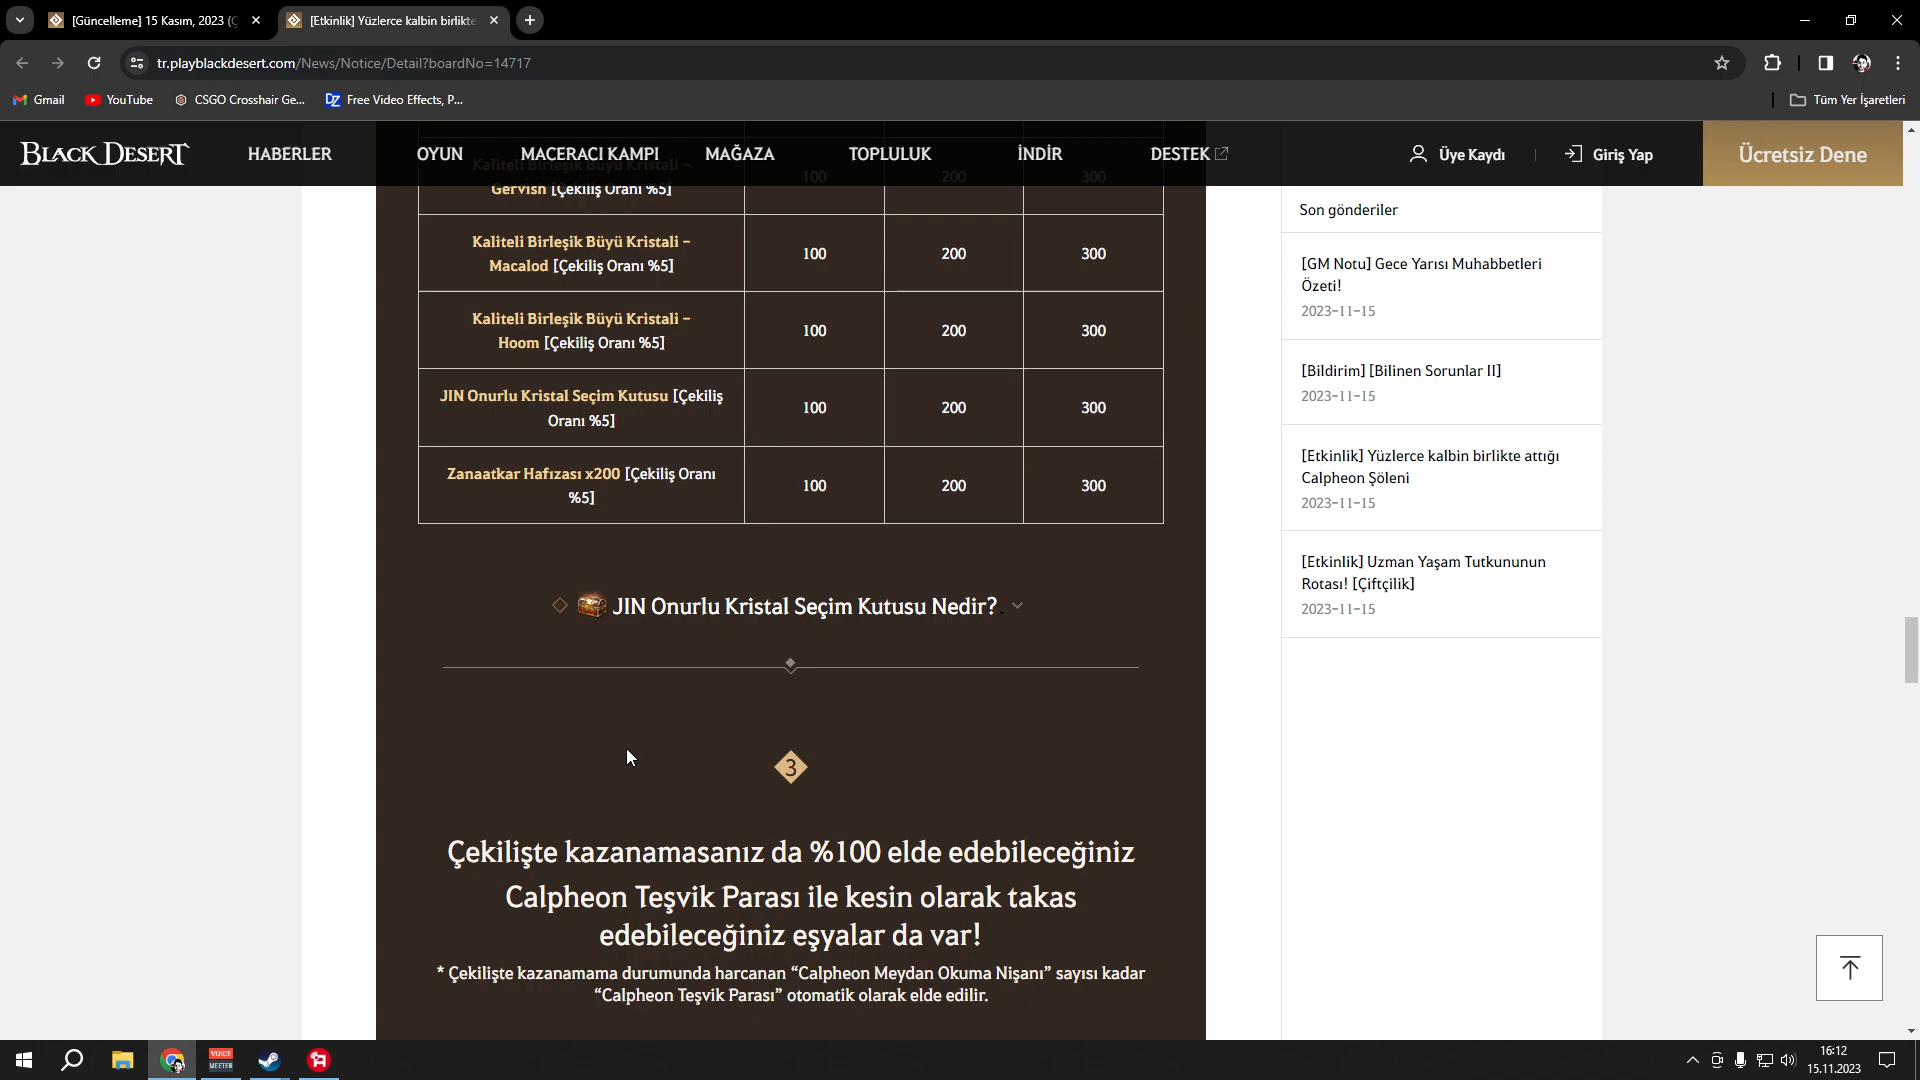 [Güncelleme] 15 Kasım, 2023 (Ç
[Etkinlik] Yüzlerce kalbin birlikte
tr.playblackdesert.com/News/Notice/Detail?boardNo=14717
Gmail
YouTube
CSGO Crosshair Ge...
Free Video Effects, P...
Tüm Yer İşaretleri
BLACK DESERT
HABERLER
OYUN
MACERACI KAMPI
MAĞAZA
TOPLULUK
İNDİR
DESTEK
Üye Kaydı
Giriş Yap
Ücretsiz Dene
Kaliteli Birleşik Büyü Kristali –
Gervish [Çekiliş Oranı %5]
100
200
300
Kaliteli Birleşik Büyü Kristali –
Macalod [Çekiliş Oranı %5]
100
200
300
Kaliteli Birleşik Büyü Kristali –
Hoom [Çekiliş Oranı %5]
100
200
300
JIN Onurlu Kristal Seçim Kutusu [Çekiliş
Oranı %5]
100
200
300
Zanaatkar Hafızası x200 [Çekiliş Oranı
%5]
100
200
300
JIN Onurlu Kristal Seçim Kutusu Nedir?
3
Çekilişte kazanamasanız da %100 elde edebileceğiniz
Calpheon Teşvik Parası ile kesin olarak takas
edebileceğiniz eşyalar da var!
* Çekilişte kazanamama durumunda harcanan “Calpheon Meydan Okuma Nişanı” sayısı kadar
“Calpheon Teşvik Parası” otomatik olarak elde edilir.
Son gönderiler
[GM Notu] Gece Yarısı Muhabbetleri
Özeti!
2023-11-15
[Bildirim] [Bilinen Sorunlar II]
2023-11-15
[Etkinlik] Yüzlerce kalbin birlikte attığı
Calpheon Şöleni
2023-11-15
[Etkinlik] Uzman Yaşam Tutkununun
Rotası! [Çiftçilik]
2023-11-15
VOICE
MEETER
16:12
15.11.2023